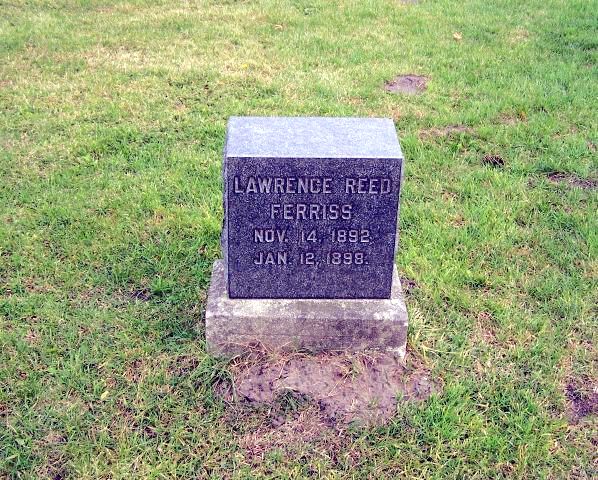 LAWRENCE REED
FERRISS
NOV. 14, 1892.
JAN. 12, 1898.